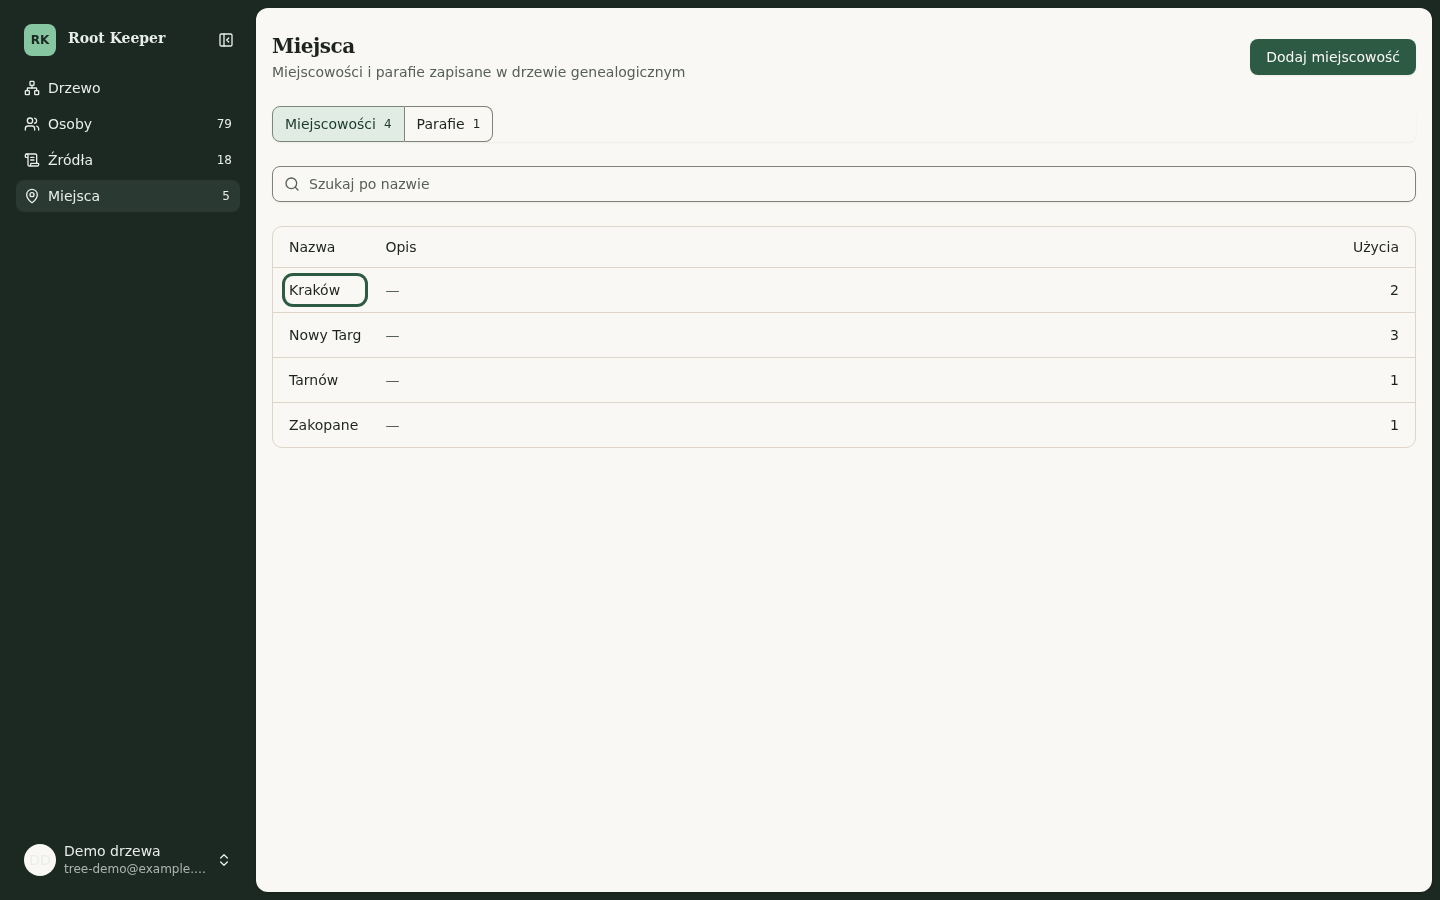 RK Root Keeper
Drzewo
Osoby 79
Źródła 18
Miejsca 5
Miejsca
Miejscowości i parafie zapisane w drzewie genealogicznym
Dodaj miejscowość
Miejscowości 4 Parafie 1
Szukaj po nazwie
Nazwa Opis Użycia
Kraków — 2
Nowy Targ — 3
Tarnów — 1
Zakopane — 1
DD Demo drzewa
tree-demo@example.…